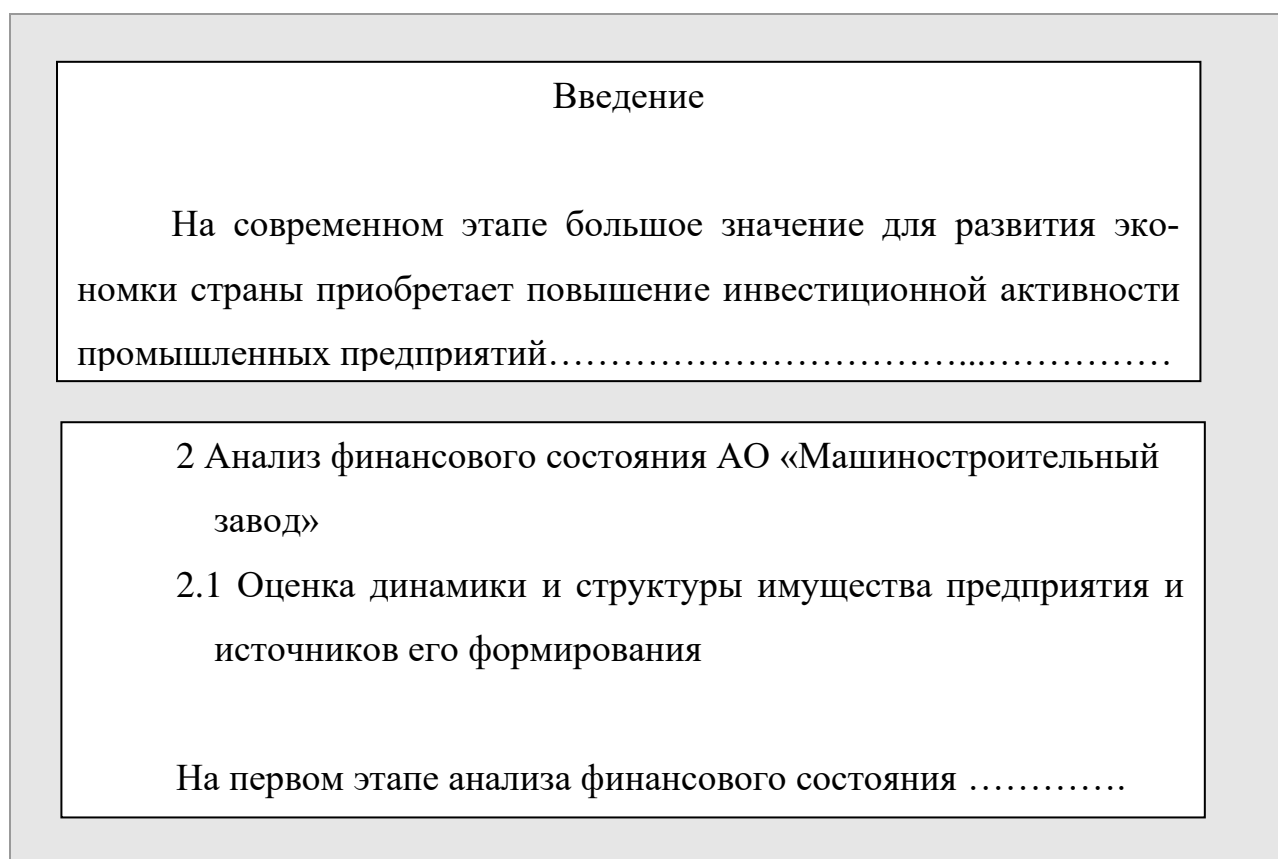 Введение
На современном этапе большое значение для развития эко-
номки страны приобретает повышение инвестиционной активности
промышленных предприятий……………………………...……………
2 Анализ финансового состояния АО «Машиностроительный
завод»
2.1 Оценка динамики и структуры имущества предприятия и
источников его формирования
На первом этапе анализа финансового состояния ………….